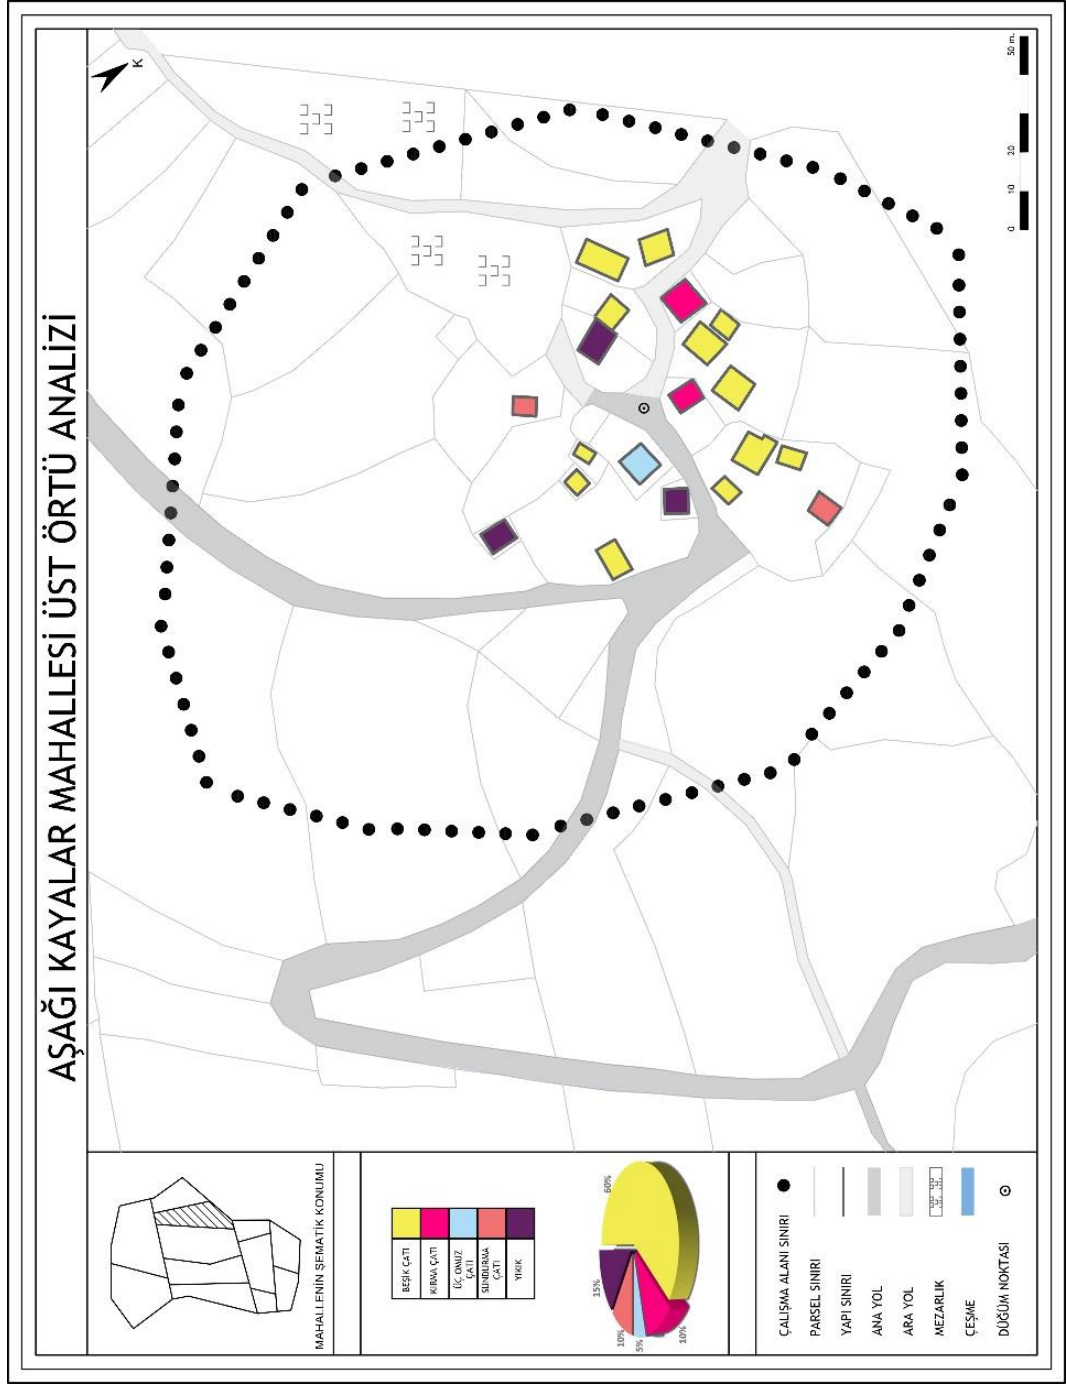 AŞAĞI KAYALAR MAHALLESİ ÜST ÖRTÜ ANALİZİ
K
0 10 20 50 m.
MAHALLENİN ŞEMATİK KONUMU
BEŞİK ÇATI
KIRMA ÇATI
ÜÇ OMUZ
ÇATI
SUNDURMA
ÇATI
YIKIK
60%
15%
10%
5%
10%
ÇALIŞMA ALANI SINIRI
PARSEL SINIRI
YAPI SINIRI
ANA YOL
ARA YOL
MEZARLIK
ÇEŞME
DÜĞÜM NOKTASI